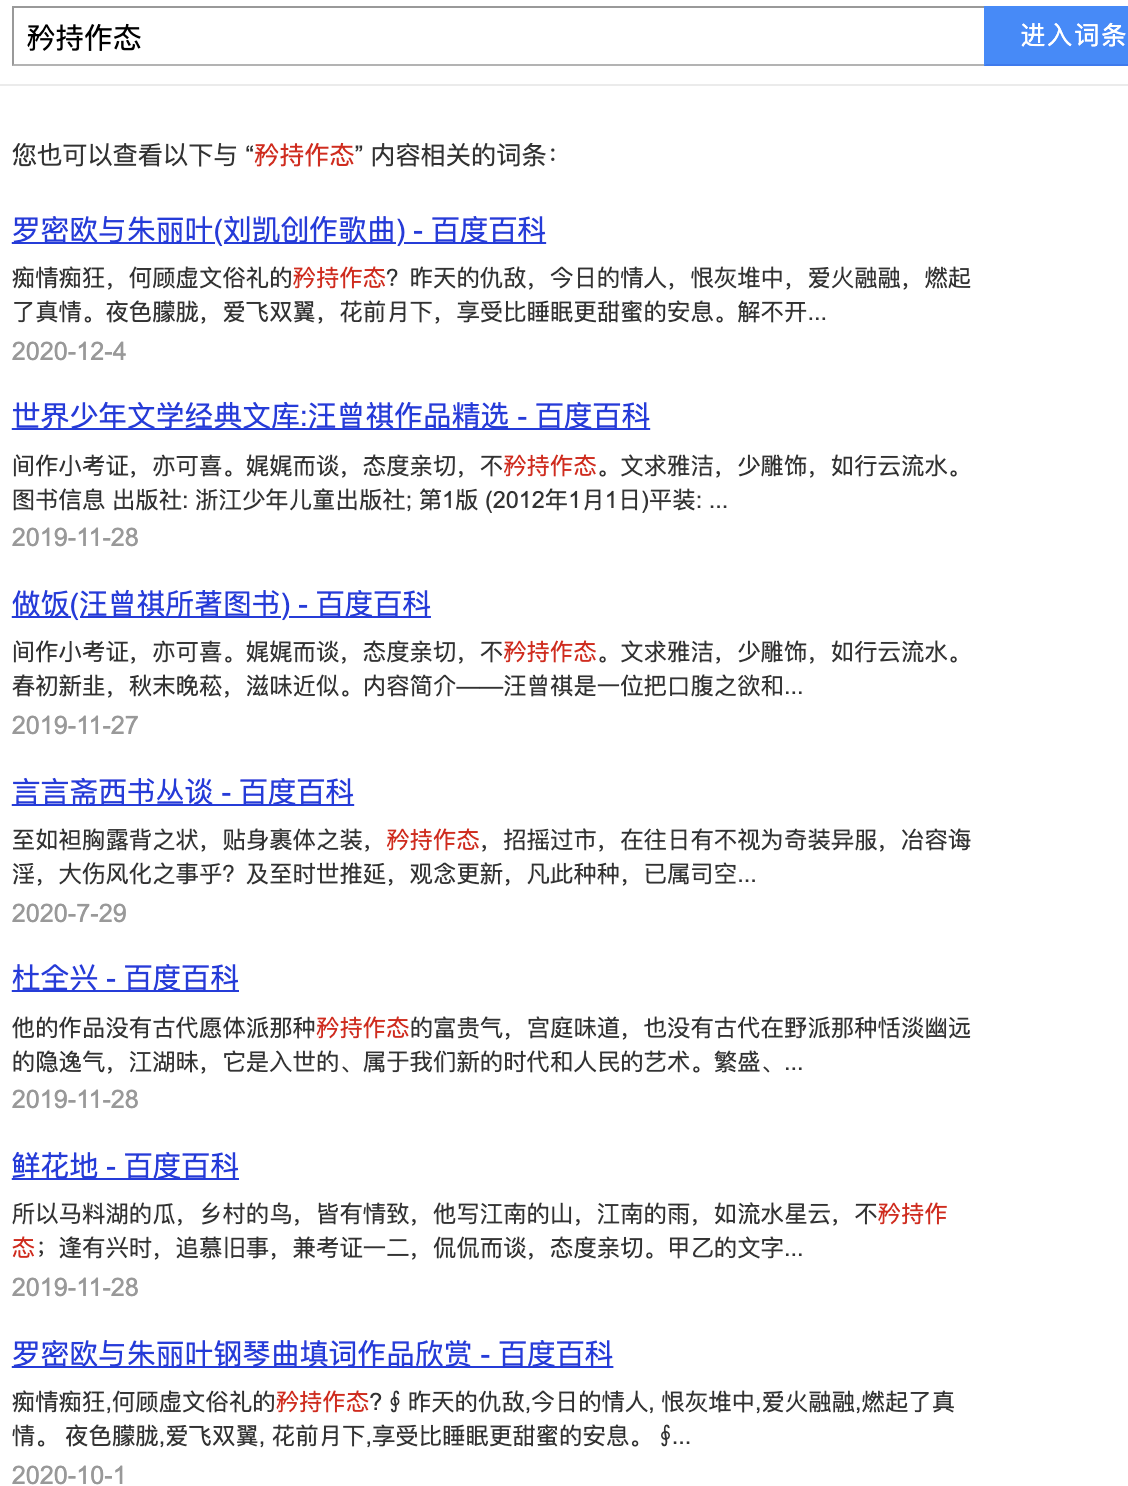 矜持作态
进入词条
您也可以查看以下与 “矜持作态” 内容相关的词条：
罗密欧与朱丽叶(刘凯创作歌曲) - 百度百科
痴情痴狂，何顾虚文俗礼的矜持作态？昨天的仇敌，今日的情人，恨灰堆中，爱火融融，燃起
了真情。夜色朦胧，爱飞双翼，花前月下，享受比睡眠更甜蜜的安息。解不开...
2020-12-4
世界少年文学经典文库:汪曾祺作品精选 - 百度百科
间作小考证，亦可喜。娓娓而谈，态度亲切，不矜持作态。文求雅洁，少雕饰，如行云流水。
图书信息 出版社: 浙江少年儿童出版社; 第1版 (2012年1月1日)平装: ...
2019-11-28
做饭(汪曾祺所著图书) - 百度百科
间作小考证，亦可喜。娓娓而谈，态度亲切，不矜持作态。文求雅洁，少雕饰，如行云流水。
春初新韭，秋末晚菘，滋味近似。内容简介——汪曾祺是一位把口腹之欲和...
2019-11-27
言言斋西书丛谈 - 百度百科
至如袒胸露背之状，贴身裹体之装，矜持作态，招摇过市，在往日有不视为奇装异服，冶容诲
淫，大伤风化之事乎？及至时世推延，观念更新，凡此种种，已属司空...
2020-7-29
杜全兴 - 百度百科
他的作品没有古代愿体派那种矜持作态的富贵气，宫庭味道，也没有古代在野派那种恬淡幽远
的隐逸气，江湖昧，它是入世的、属于我们新的时代和人民的艺术。繁盛、...
2019-11-28
鲜花地 - 百度百科
所以马料湖的瓜，乡村的鸟，皆有情致，他写江南的山，江南的雨，如流水星云，不矜持作
态；逢有兴时，追慕旧事，兼考证一二，侃侃而谈，态度亲切。甲乙的文字...
2019-11-28
罗密欧与朱丽叶钢琴曲填词作品欣赏 - 百度百科
痴情痴狂,何顾虚文俗礼的矜持作态? ∮ 昨天的仇敌,今日的情人, 恨灰堆中,爱火融融,燃起了真
情。 夜色朦胧,爱飞双翼, 花前月下,享受比睡眠更甜蜜的安息。 ∮...
2020-10-1